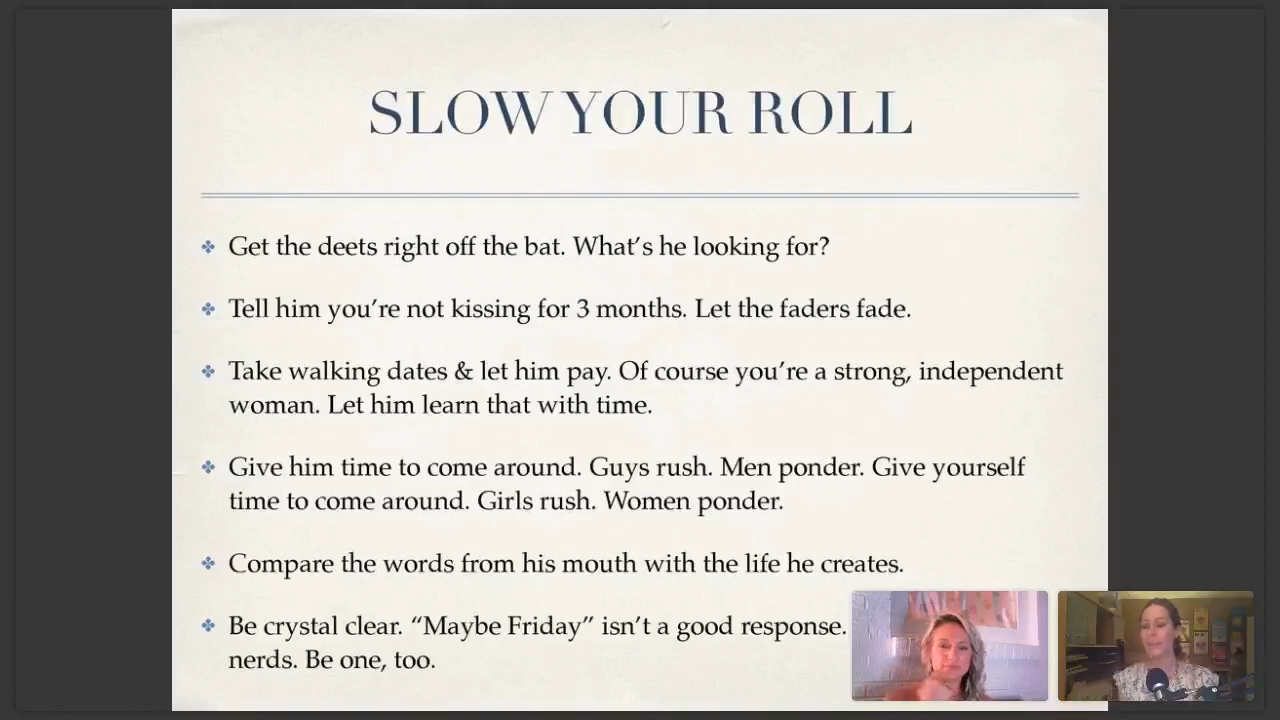 SLOW YOUR ROLL
Get the deets right off the bat. What's he looking for?
Tell him you're not kissing for 3 months. Let the faders fade.
Take walking dates & let him pay. Of course you're a strong, independent
woman. Let him learn that with time.
Give him time to come around. Guys rush. Men ponder. Give yourself
time to come around. Girls rush. Women ponder.
Compare the words from his mouth with the life he creates.
Be crystal clear. “Maybe Friday” isn't a good response.
nerds. Be one, too.